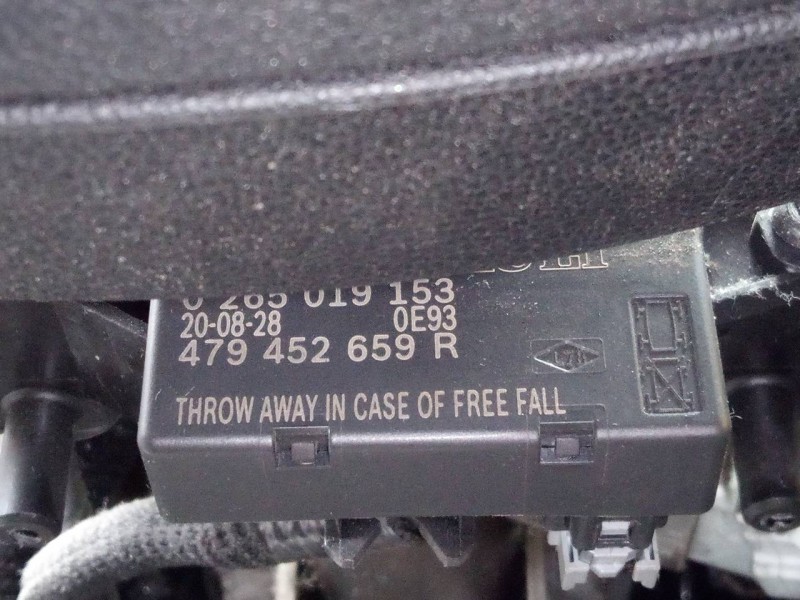 0 265 019 153
20-08-28 0E93
479 452 659 R
THROW AWAY IN CASE OF FREE FALL